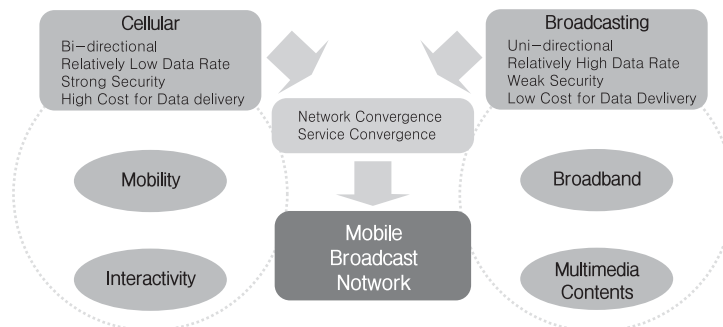 Cellular
Bi-directional
Relatively Low Data Rate
Strong Security
High Cost for Data delivery
Broadcasting
Uni-directional
Relatively High Data Rate
Weak Security
Low Cost for Data Devlivery
Network Convergence
Service Convergence
Mobility
Interactivity
Mobile
Broadcast
Notwork
Broadband
Multimedia
Contents